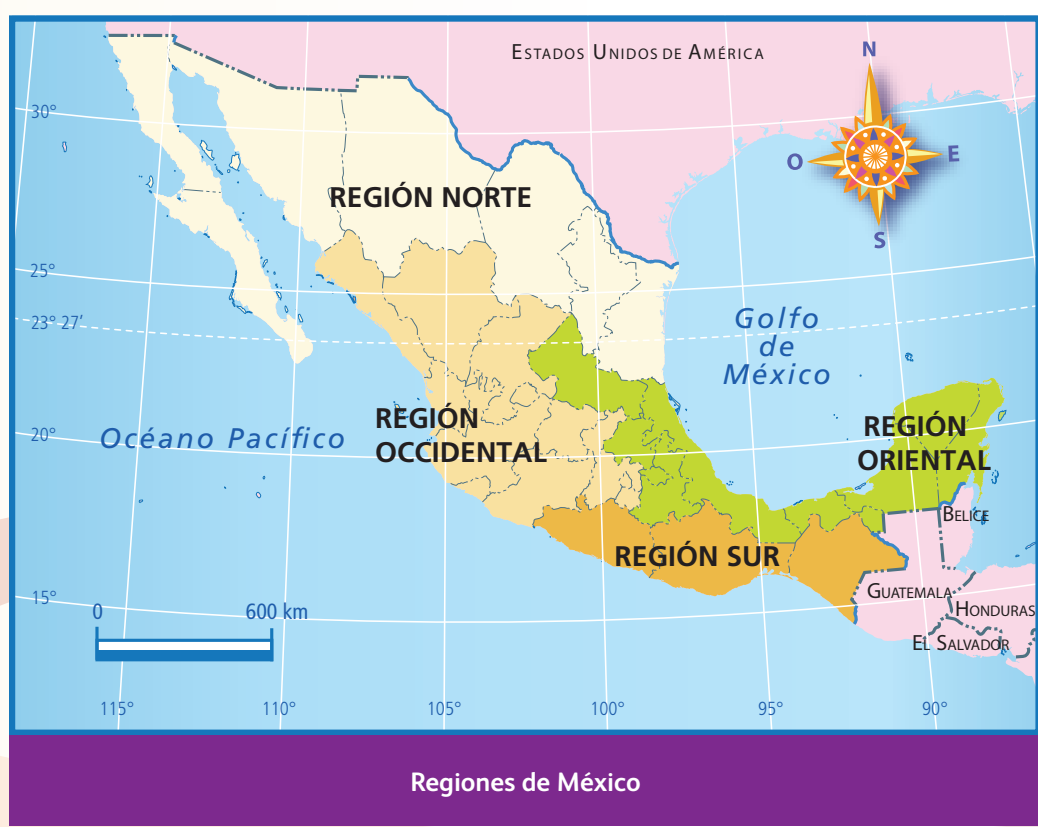 ESTADOS UNIDOS DE AMÉRICA
N
O
E
S
30°
REGIÓN NORTE
25°
23° 27'
Golfo
de
México
20°
Océano Pacífico
REGIÓN
OCCIDENTAL
REGIÓN
ORIENTAL
BELICE
REGIÓN SUR
15°
0
600 km
GUATEMALA
HONDURAS
EL SALVADOR
115°
110°
105°
100°
95°
90°
Regiones de México